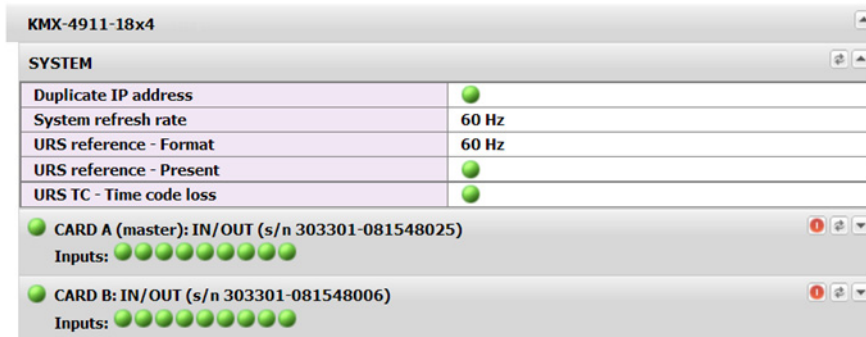 KMX-4911-18x4
SYSTEM
Duplicate IP address
System refresh rate 60 Hz
URS reference - Format 60 Hz
URS reference - Present
URS TC - Time code loss
CARD A (master): IN/OUT (s/n 303301-081548025)
Inputs:
CARD B: IN/OUT (s/n 303301-081548006)
Inputs: